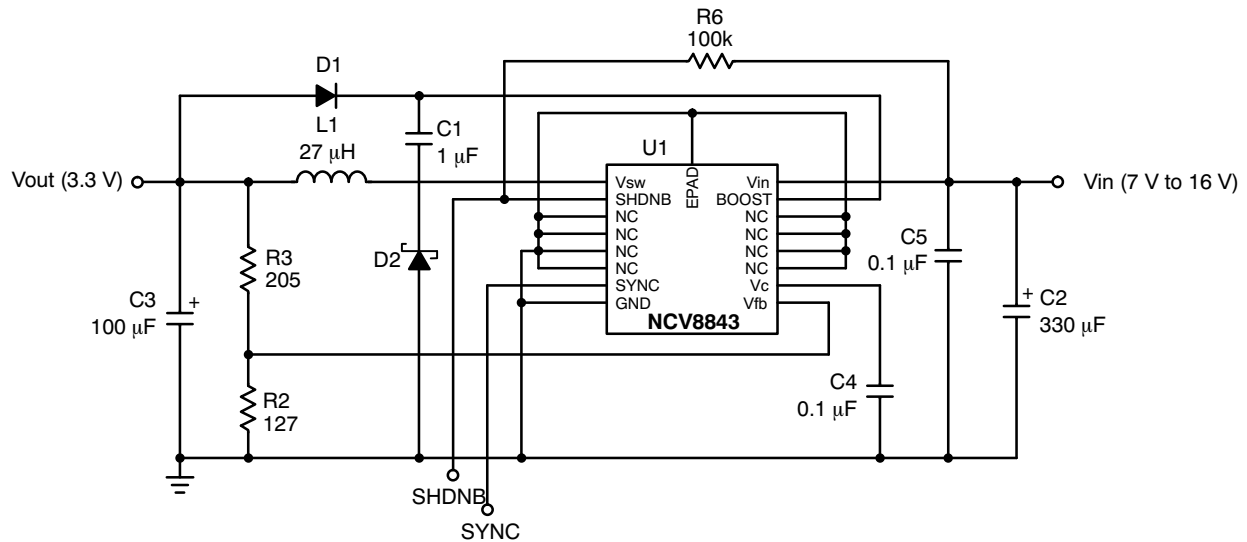 R6
100k
D1
L1
27 μH
C1
1 μF
U1
EPAD
Vout (3.3 V)
Vin (7 V to 16 V)
Vsw
SHDNB
NC
NC
NC
NC
SYNC
GND
Vin
BOOST
NC
NC
NC
NC
Vc
Vfb
NCV8843
R3
205
D2
C3
+
100 μF
C5
0.1 μF
+
C2
330 μF
R2
127
C4
0.1 μF
SHDNB
SYNC